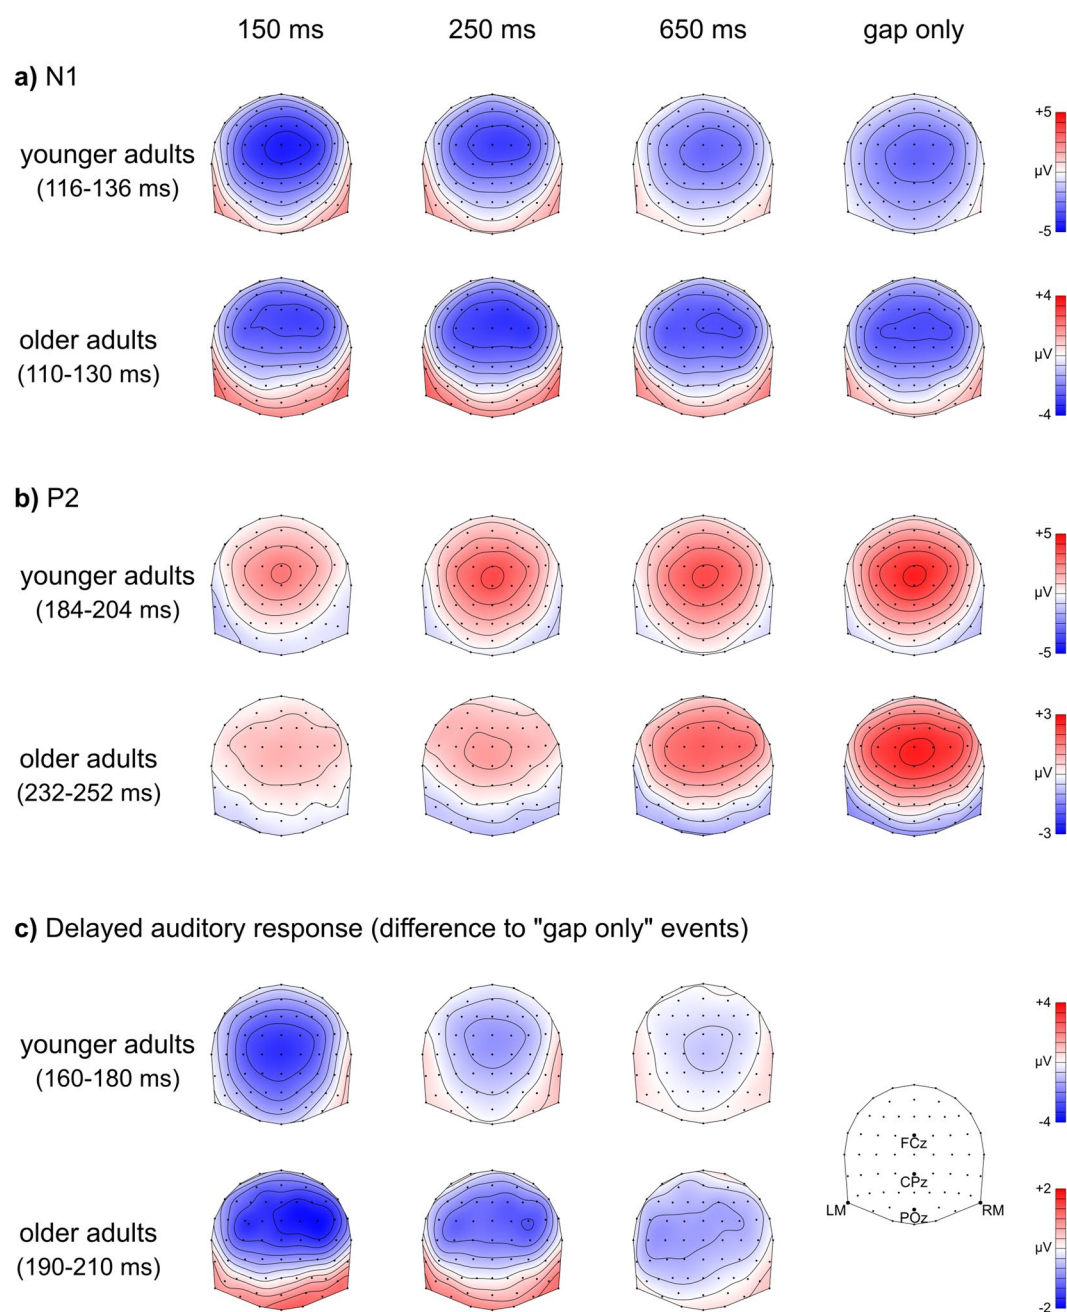 150 ms 250 ms 650 ms gap only
a) N1
younger adults
(116-136 ms)
+5
µV
-5
older adults
(110-130 ms)
+4
µV
-4
b) P2
younger adults
(184-204 ms)
+5
µV
-5
older adults
(232-252 ms)
+3
µV
-3
c) Delayed auditory response (difference to "gap only" events)
younger adults
(160-180 ms)
+4
µV
-4
FCz
CPz
LM POz RM
older adults
(190-210 ms)
+2
µV
-2